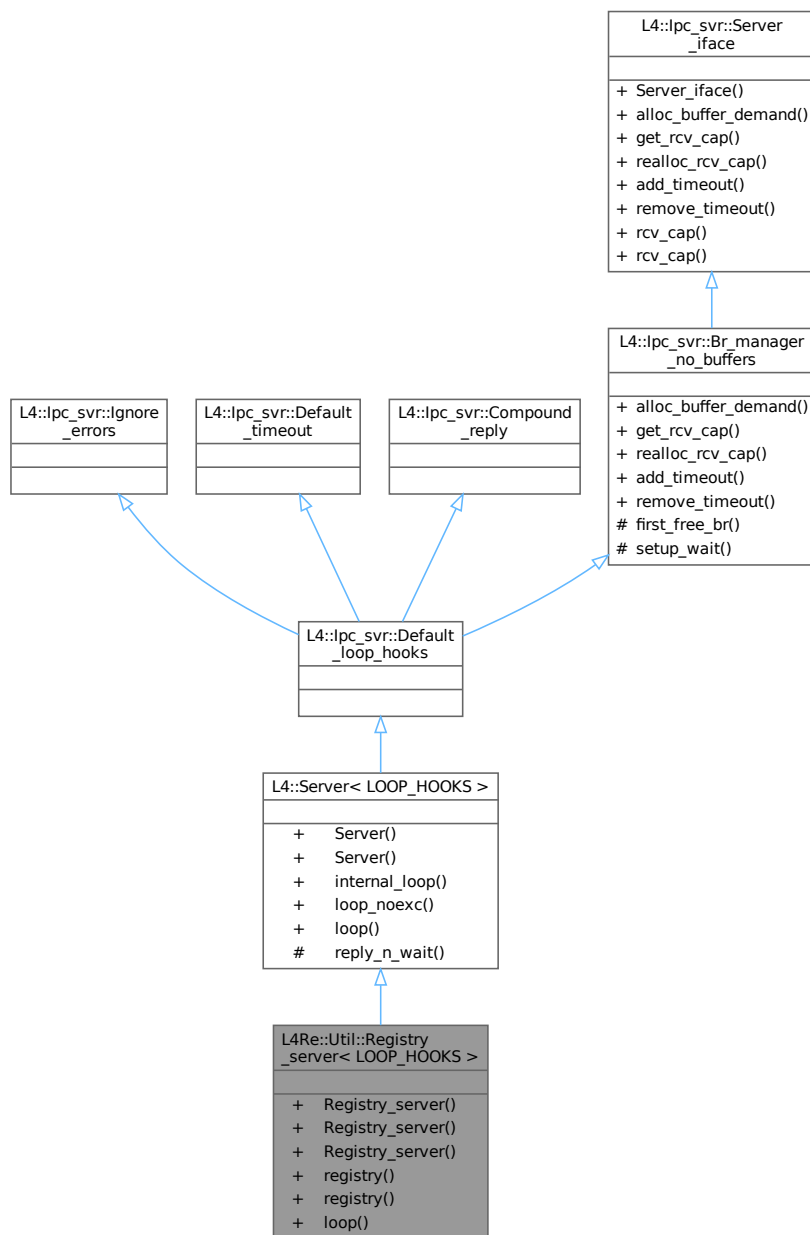 L4::Ipc_svr::Server
_iface
+ Server_iface()
+ alloc_buffer_demand()
+ get_rcv_cap()
+ realloc_rcv_cap()
+ add_timeout()
+ remove_timeout()
+ rcv_cap()
+ rcv_cap()
L4::Ipc_svr::Br_manager
_no_buffers
+ alloc_buffer_demand()
+ get_rcv_cap()
+ realloc_rcv_cap()
+ add_timeout()
+ remove_timeout()
# first_free_br()
# setup_wait()
L4::Ipc_svr::Ignore
_errors
L4::Ipc_svr::Default
_timeout
L4::Ipc_svr::Compound
_reply
L4::Ipc_svr::Default
_loop_hooks
L4::Server< LOOP_HOOKS >
+ Server()
+ Server()
+ internal_loop()
+ loop_noexc()
+ loop()
# reply_n_wait()
L4Re::Util::Registry
_server< LOOP_HOOKS >
+ Registry_server()
+ Registry_server()
+ Registry_server()
+ registry()
+ registry()
+ loop()